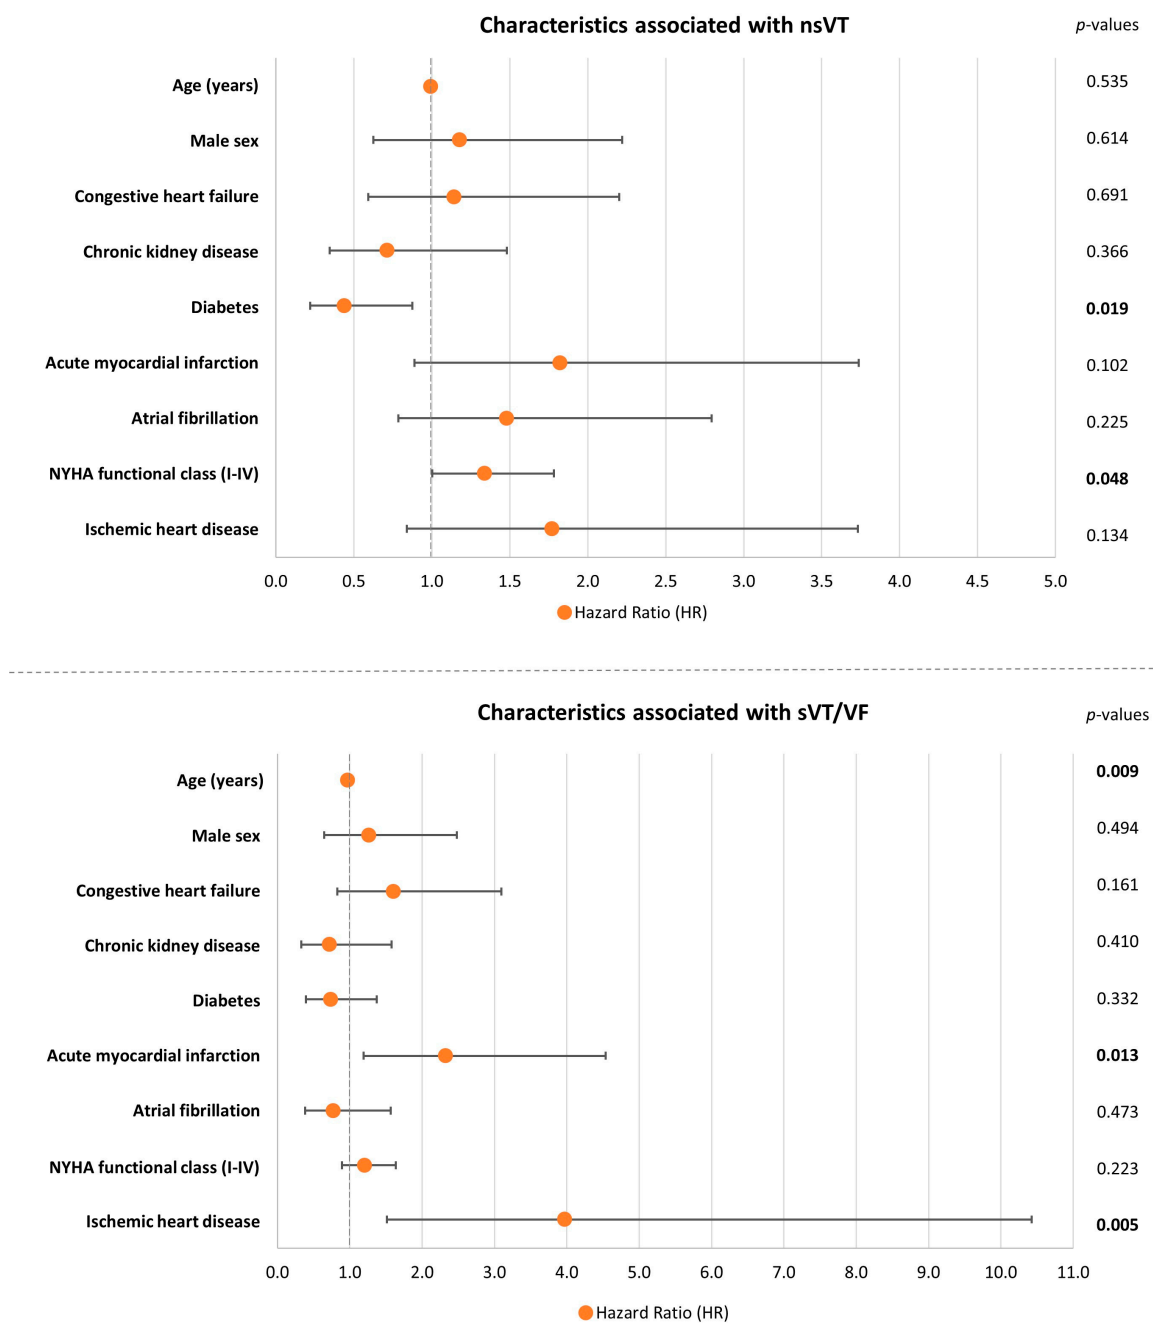 Characteristics associated with nsVT
p-values
Age (years) 0.535
Male sex 0.614
Congestive heart failure 0.691
Chronic kidney disease 0.366
Diabetes 0.019
Acute myocardial infarction 0.102
Atrial fibrillation 0.225
NYHA functional class (I-IV) 0.048
Ischemic heart disease 0.134
0.0 0.5 1.0 1.5 2.0 2.5 3.0 3.5 4.0 4.5 5.0
Hazard Ratio (HR)
Characteristics associated with sVT/VF
p-values
Age (years) 0.009
Male sex 0.494
Congestive heart failure 0.161
Chronic kidney disease 0.410
Diabetes 0.332
Acute myocardial infarction 0.013
Atrial fibrillation 0.473
NYHA functional class (I-IV) 0.223
Ischemic heart disease 0.005
0.0 1.0 2.0 3.0 4.0 5.0 6.0 7.0 8.0 9.0 10.0 11.0
Hazard Ratio (HR)